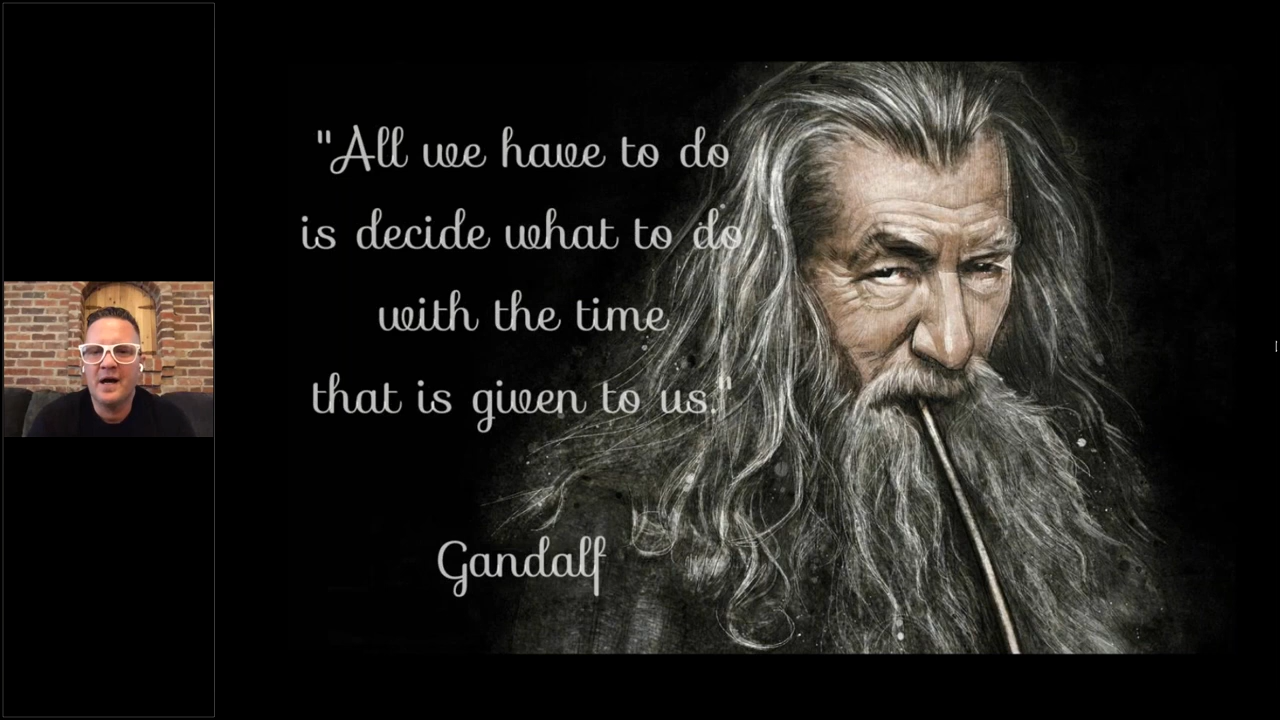 "All we have to do
is decide what to do
with the time
that is given to us."
Gandalf